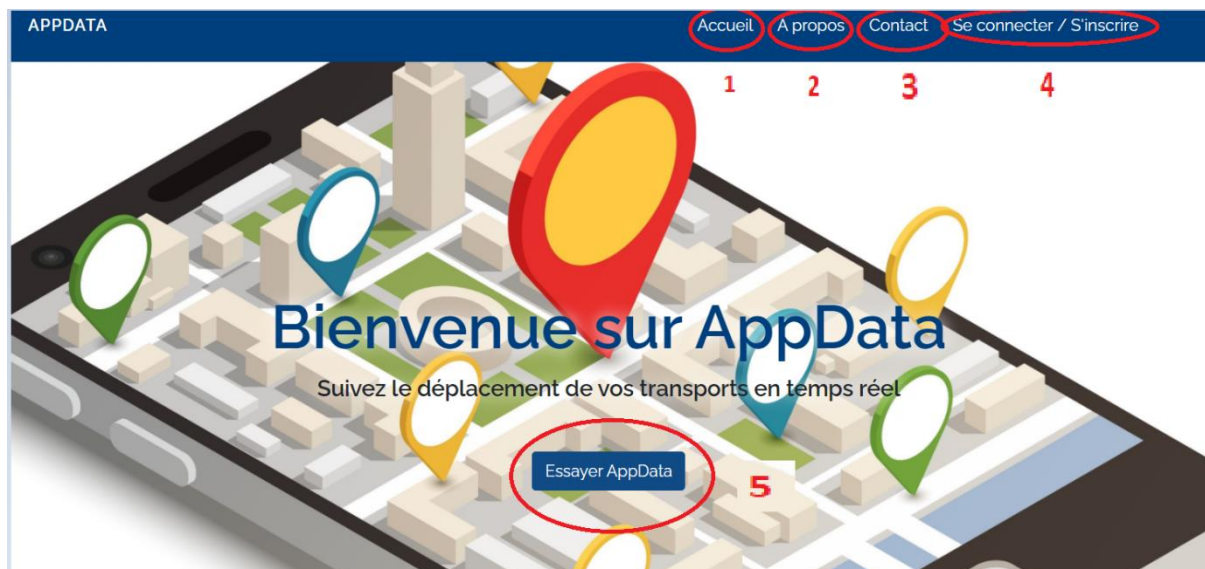 APPDATA
Accueil A propos Contact Se connecter / S'inscrire
1 2 3 4
Bienvenue sur AppData
Suivez le déplacement de vos transports en temps réel
Essayer AppData
5